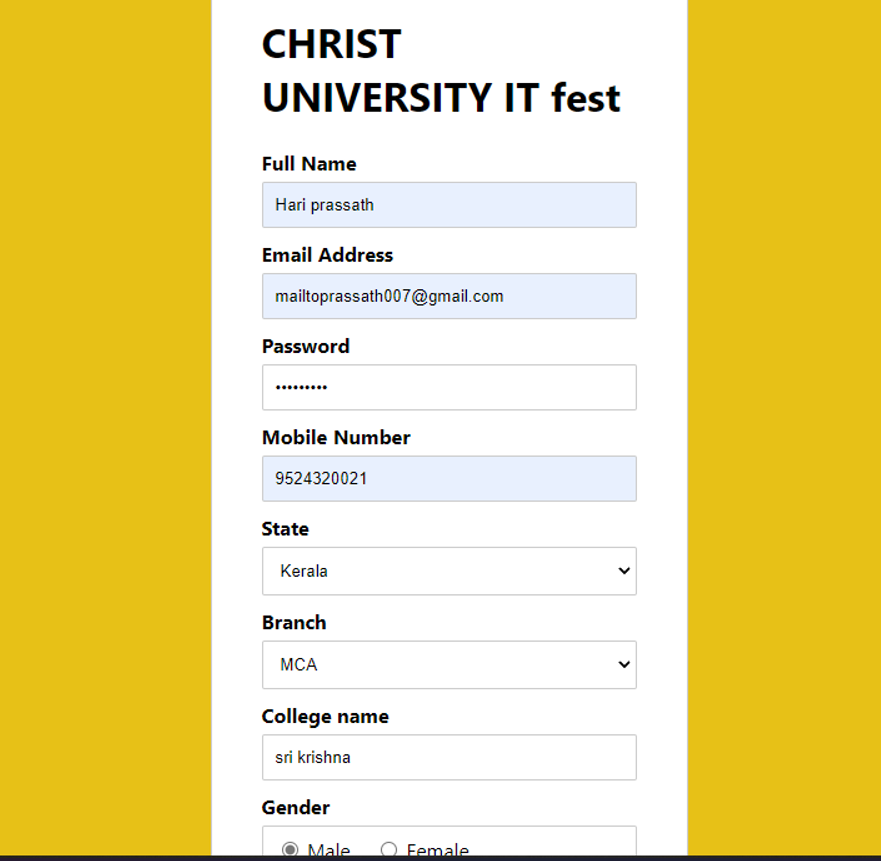 CHRIST
UNIVERSITY IT fest
Full Name
Hari prassath
Email Address
mailtoprassath007@gmail.com
Password
•••••••••
Mobile Number
9524320021
State
Kerala
Branch
MCA
College name
sri krishna
Gender
Male Female